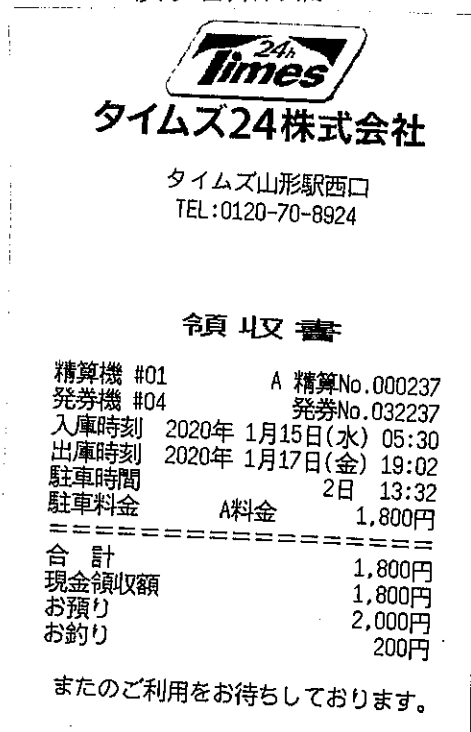 24h
Times
タイムズ24株式会社
タイムズ山形駅西口
TEL:0120-70-8924
領収書
精算機 #01 A 精算No.000237
発券機 #04 発券No.032237
入庫時刻 2020年 1月15日(水) 05:30
出庫時刻 2020年 1月17日(金) 19:02
駐車時間 2日 13:32
駐車料金 A料金 1,800円
==================
合 計 1,800円
現金領収額 1,800円
お預り 2,000円
お釣り 200円
またのご利用をお待ちしております。